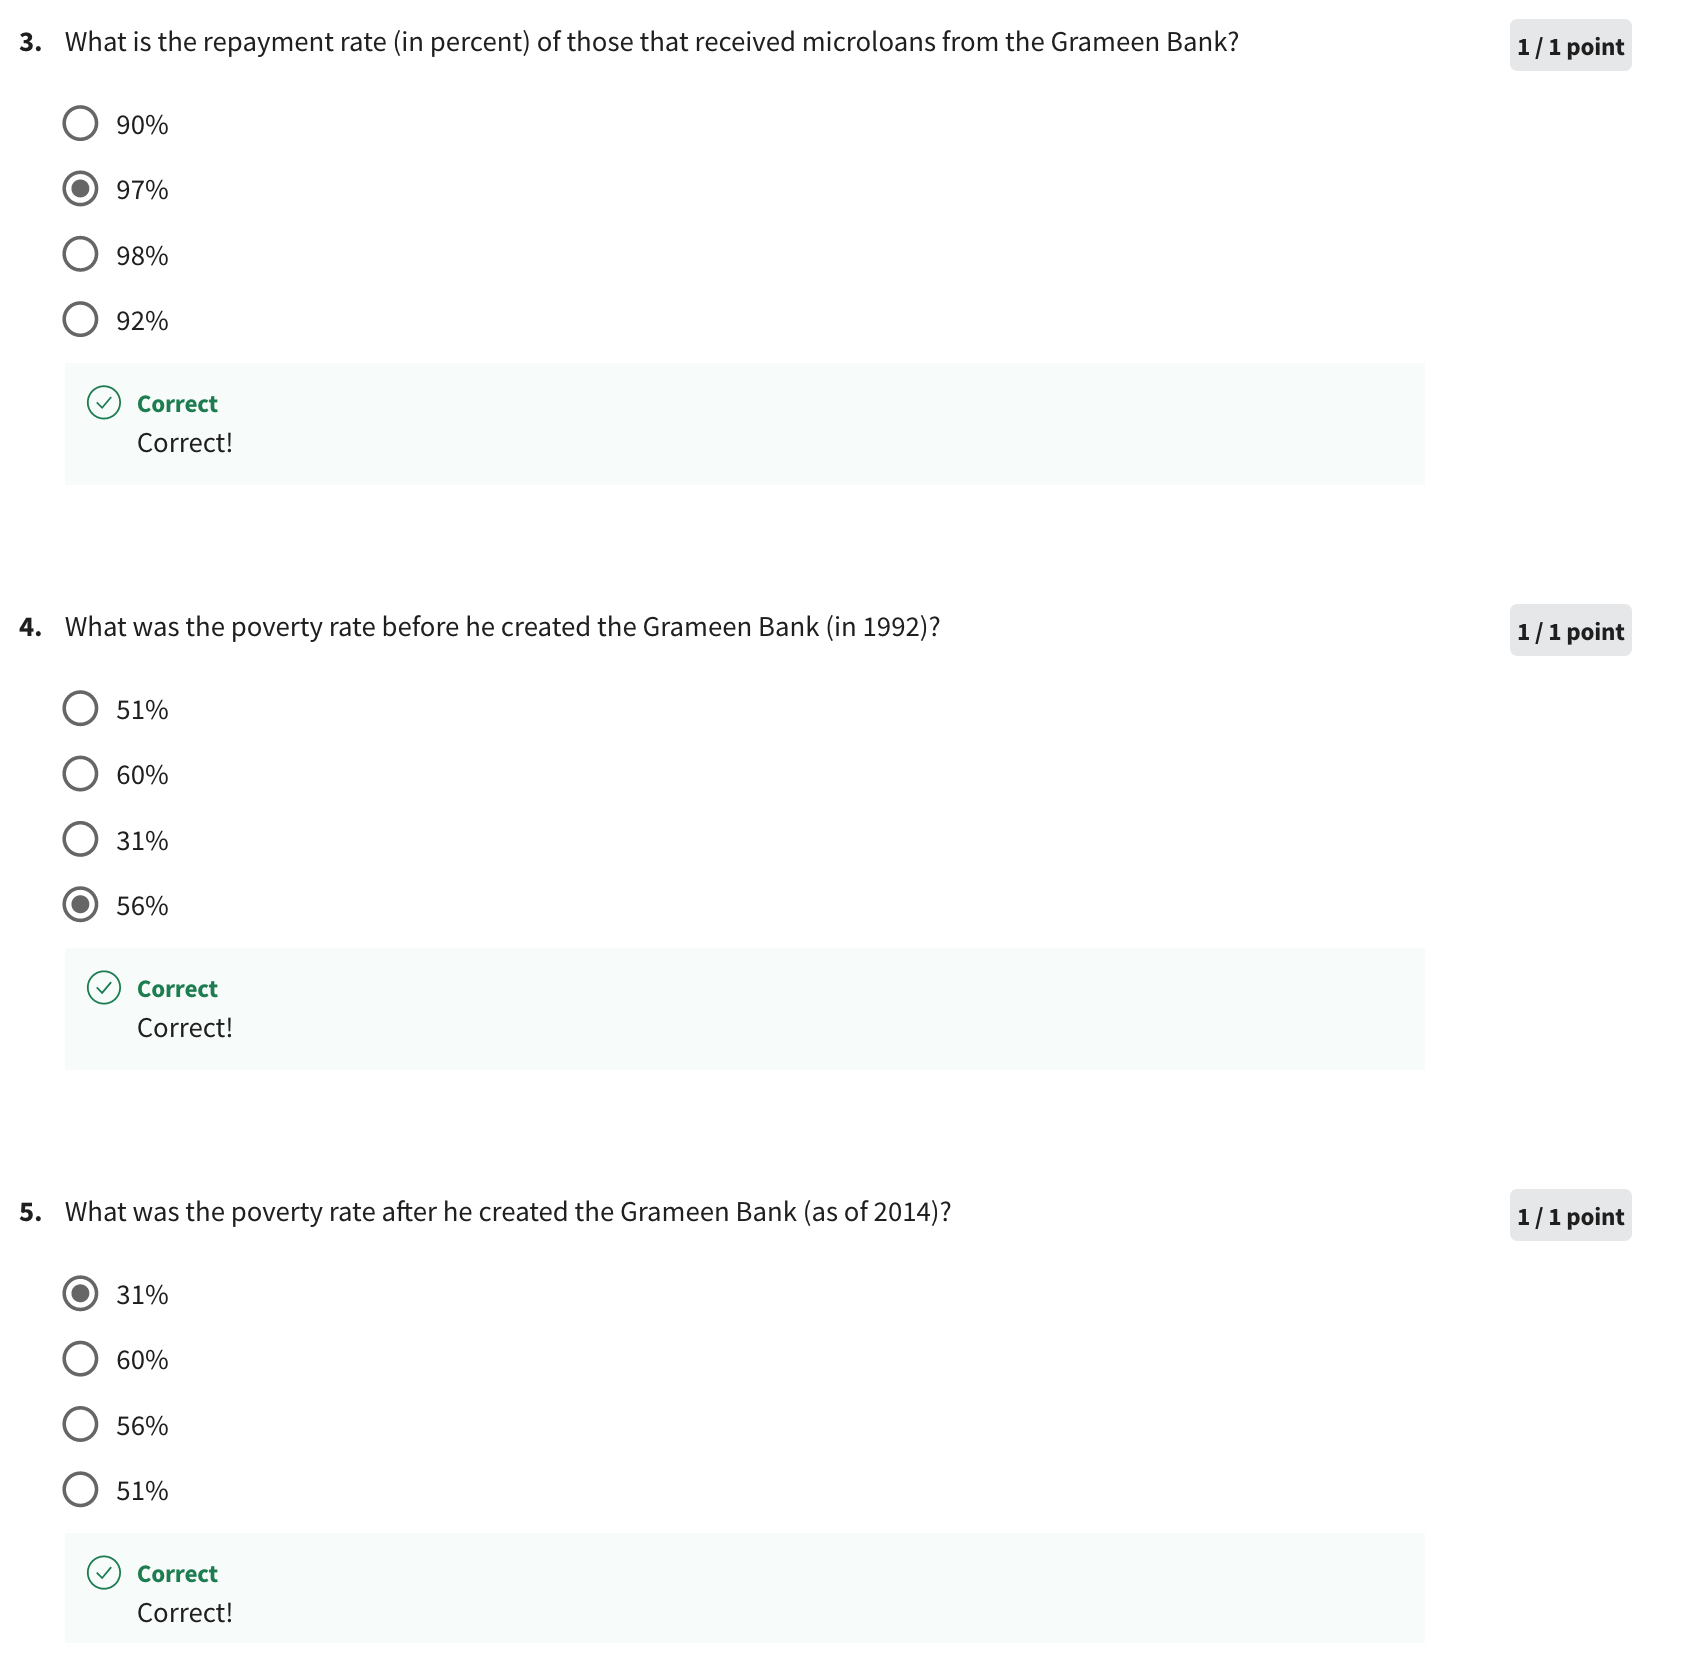 3. What is the repayment rate (in percent) of those that received microloans from the Grameen Bank?
1 / 1 point
90%
97%
98%
92%
Correct
Correct!
4. What was the poverty rate before he created the Grameen Bank (in 1992)?
1 / 1 point
51%
60%
31%
56%
Correct
Correct!
5. What was the poverty rate after he created the Grameen Bank (as of 2014)?
1 / 1 point
31%
60%
56%
51%
Correct
Correct!